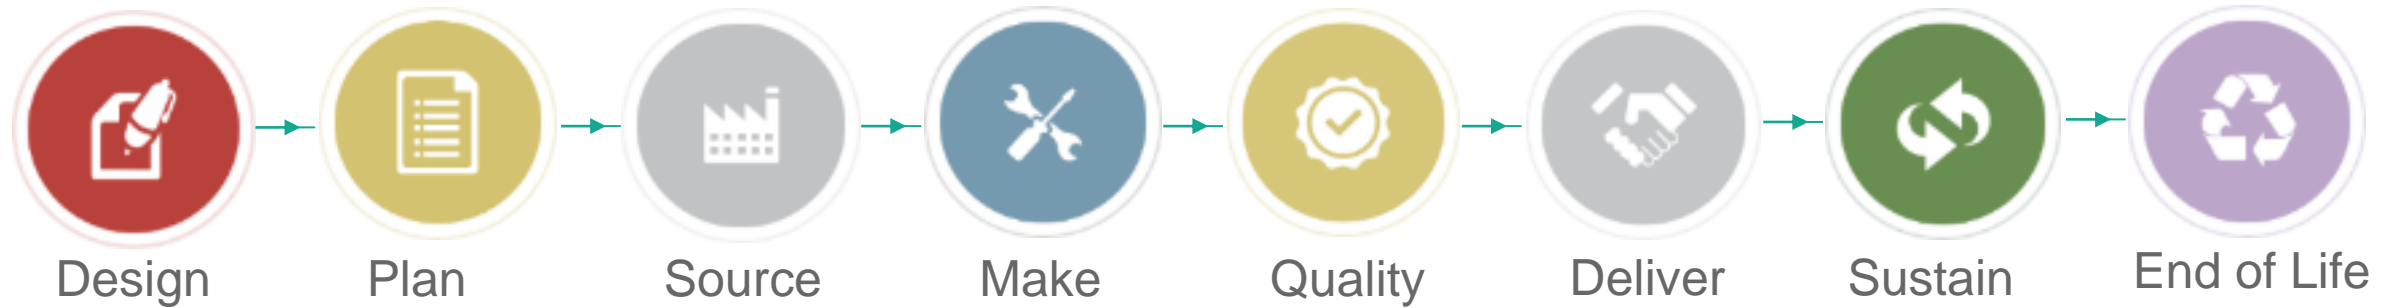 Design
Plan
Source
Make
Quality
Deliver
Sustain
End of Life